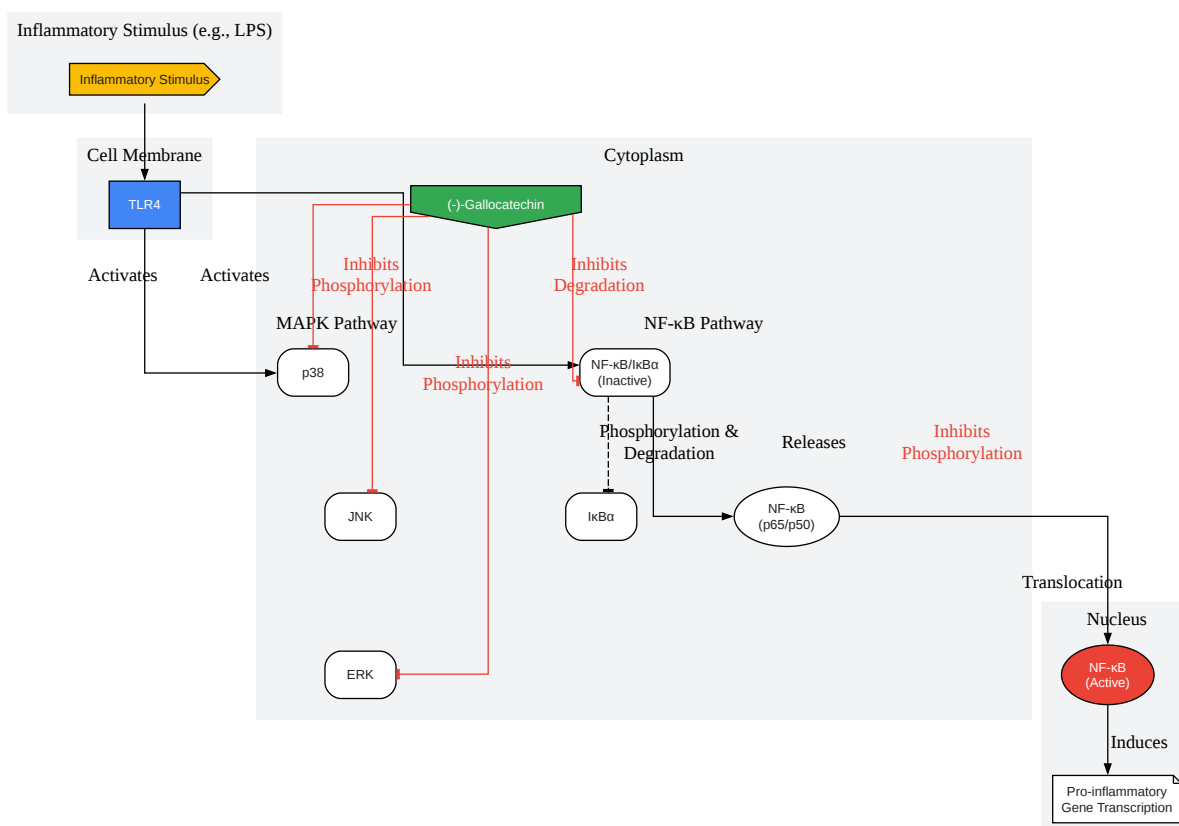 Inflammatory Stimulus (e.g., LPS)
Inflammatory Stimulus
Cell Membrane
Cytoplasm
TLR4
(-)-Gallocatechin
Activates
Activates
Inhibits
Phosphorylation
Inhibits
Degradation
MAPK Pathway
NF-κB Pathway
p38
Inhibits
Phosphorylation
NF-κB/IκBα
(Inactive)
Phosphorylation &
Degradation
Releases
Inhibits
Phosphorylation
JNK
IκBα
NF-κB
(p65/p50)
Translocation
Nucleus
ERK
NF-κB
(Active)
Induces
Pro-inflammatory
Gene Transcription